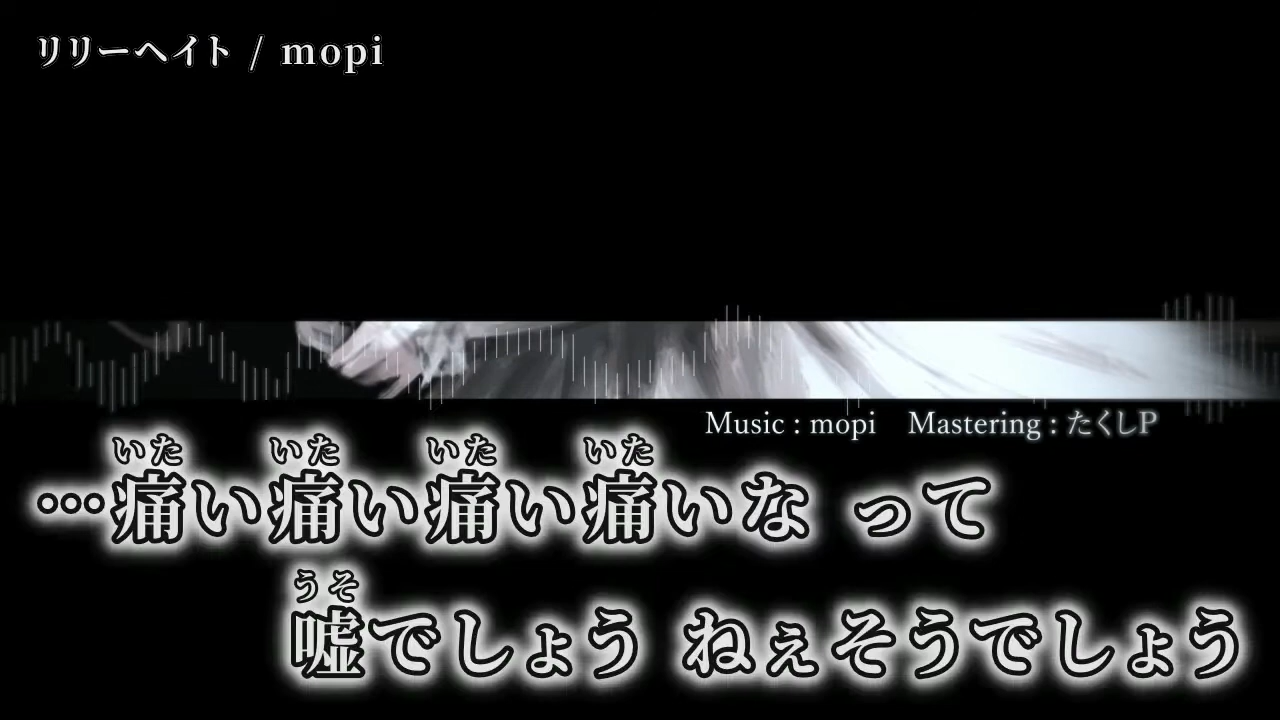 リリーヘイト / mopi
Music : mopi　Mastering : たくしP
いた いた いた いた
…痛い痛い痛い痛いな って
うそ
嘘でしょう ねぇそうでしょう